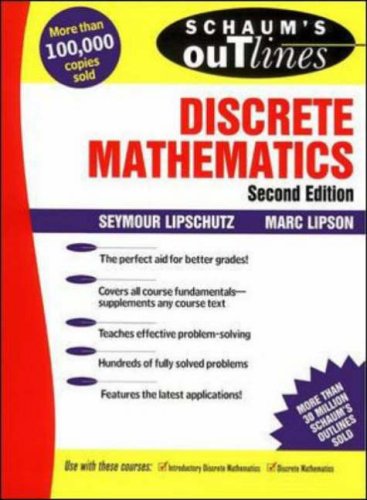 More than
100,000
copies
sold
SCHAUM'S
ouTlines
DISCRETE
MATHEMATICS
Second Edition
SEYMOUR LIPSCHUTZ MARC LIPSON
The perfect aid for better grades!
Covers all course fundamentals—
supplements any course text
Teaches effective problem-solving
Hundreds of fully solved problems
Features the latest applications!
MORE THAN
30 MILLION
SCHAUM'S
OUTLINES
SOLD
Use with these courses: Introductory Discrete Mathematics Discrete Mathematics